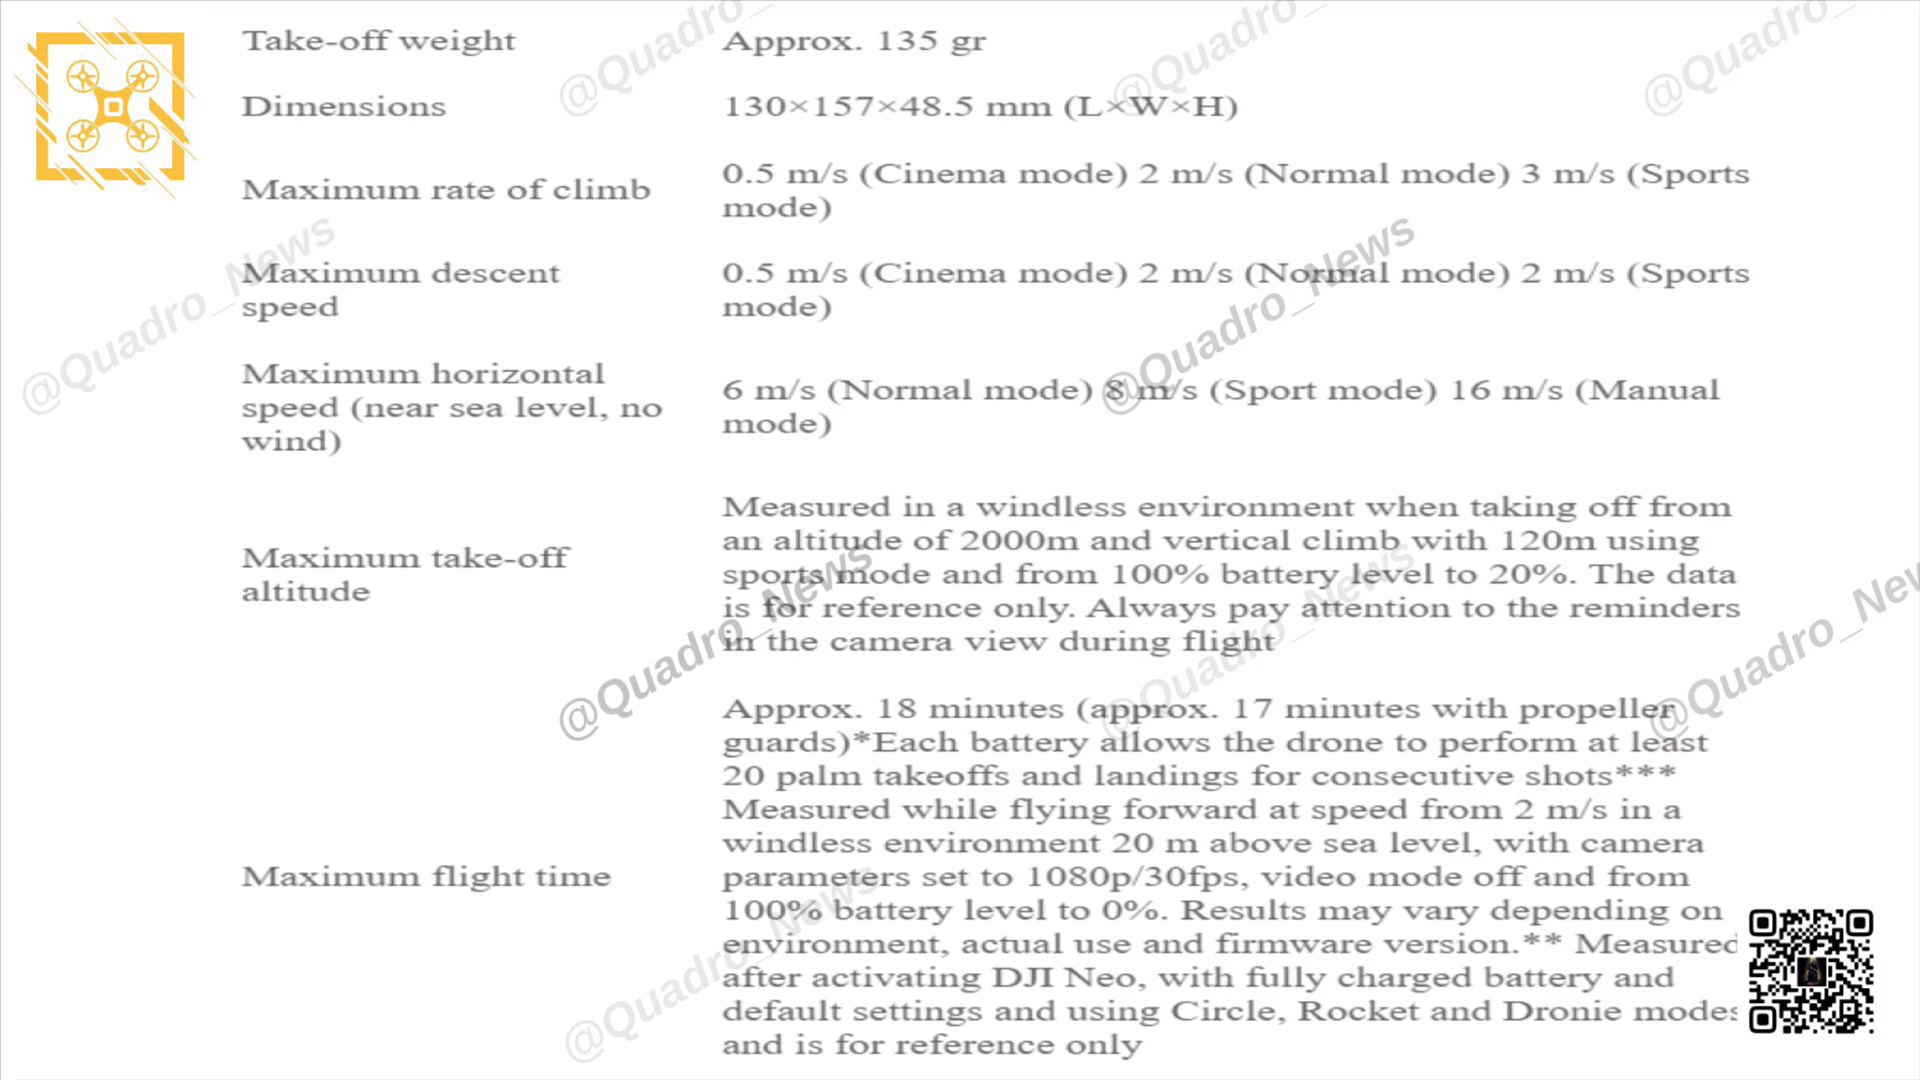 Take-off weight
Approx. 135 gr
Dimensions
130×157×48.5 mm (L×W×H)
Maximum rate of climb
0.5 m/s (Cinema mode) 2 m/s (Normal mode) 3 m/s (Sports
mode)
Maximum descent
speed
0.5 m/s (Cinema mode) 2 m/s (Normal mode) 2 m/s (Sports
mode)
Maximum horizontal
speed (near sea level, no
wind)
6 m/s (Normal mode) 8 m/s (Sport mode) 16 m/s (Manual
mode)
Maximum take-off
altitude
Measured in a windless environment when taking off from
an altitude of 2000m and vertical climb with 120m using
sports mode and from 100% battery level to 20%. The data
is for reference only. Always pay attention to the reminders
in the camera view during flight
Maximum flight time
Approx. 18 minutes (approx. 17 minutes with propeller
guards)*Each battery allows the drone to perform at least
20 palm takeoffs and landings for consecutive shots***
Measured while flying forward at speed from 2 m/s in a
windless environment 20 m above sea level, with camera
parameters set to 1080p/30fps, video mode off and from
100% battery level to 0%. Results may vary depending on
environment, actual use and firmware version.** Measured
after activating DJI Neo, with fully charged battery and
default settings and using Circle, Rocket and Dronie modes
and is for reference only
@Quadro_
@Quadro_
@Quadro_
@Quadro_News
@Quadro_News
@Quadro_News
@Quadro_News
@Quadro_New
@Quadro_News